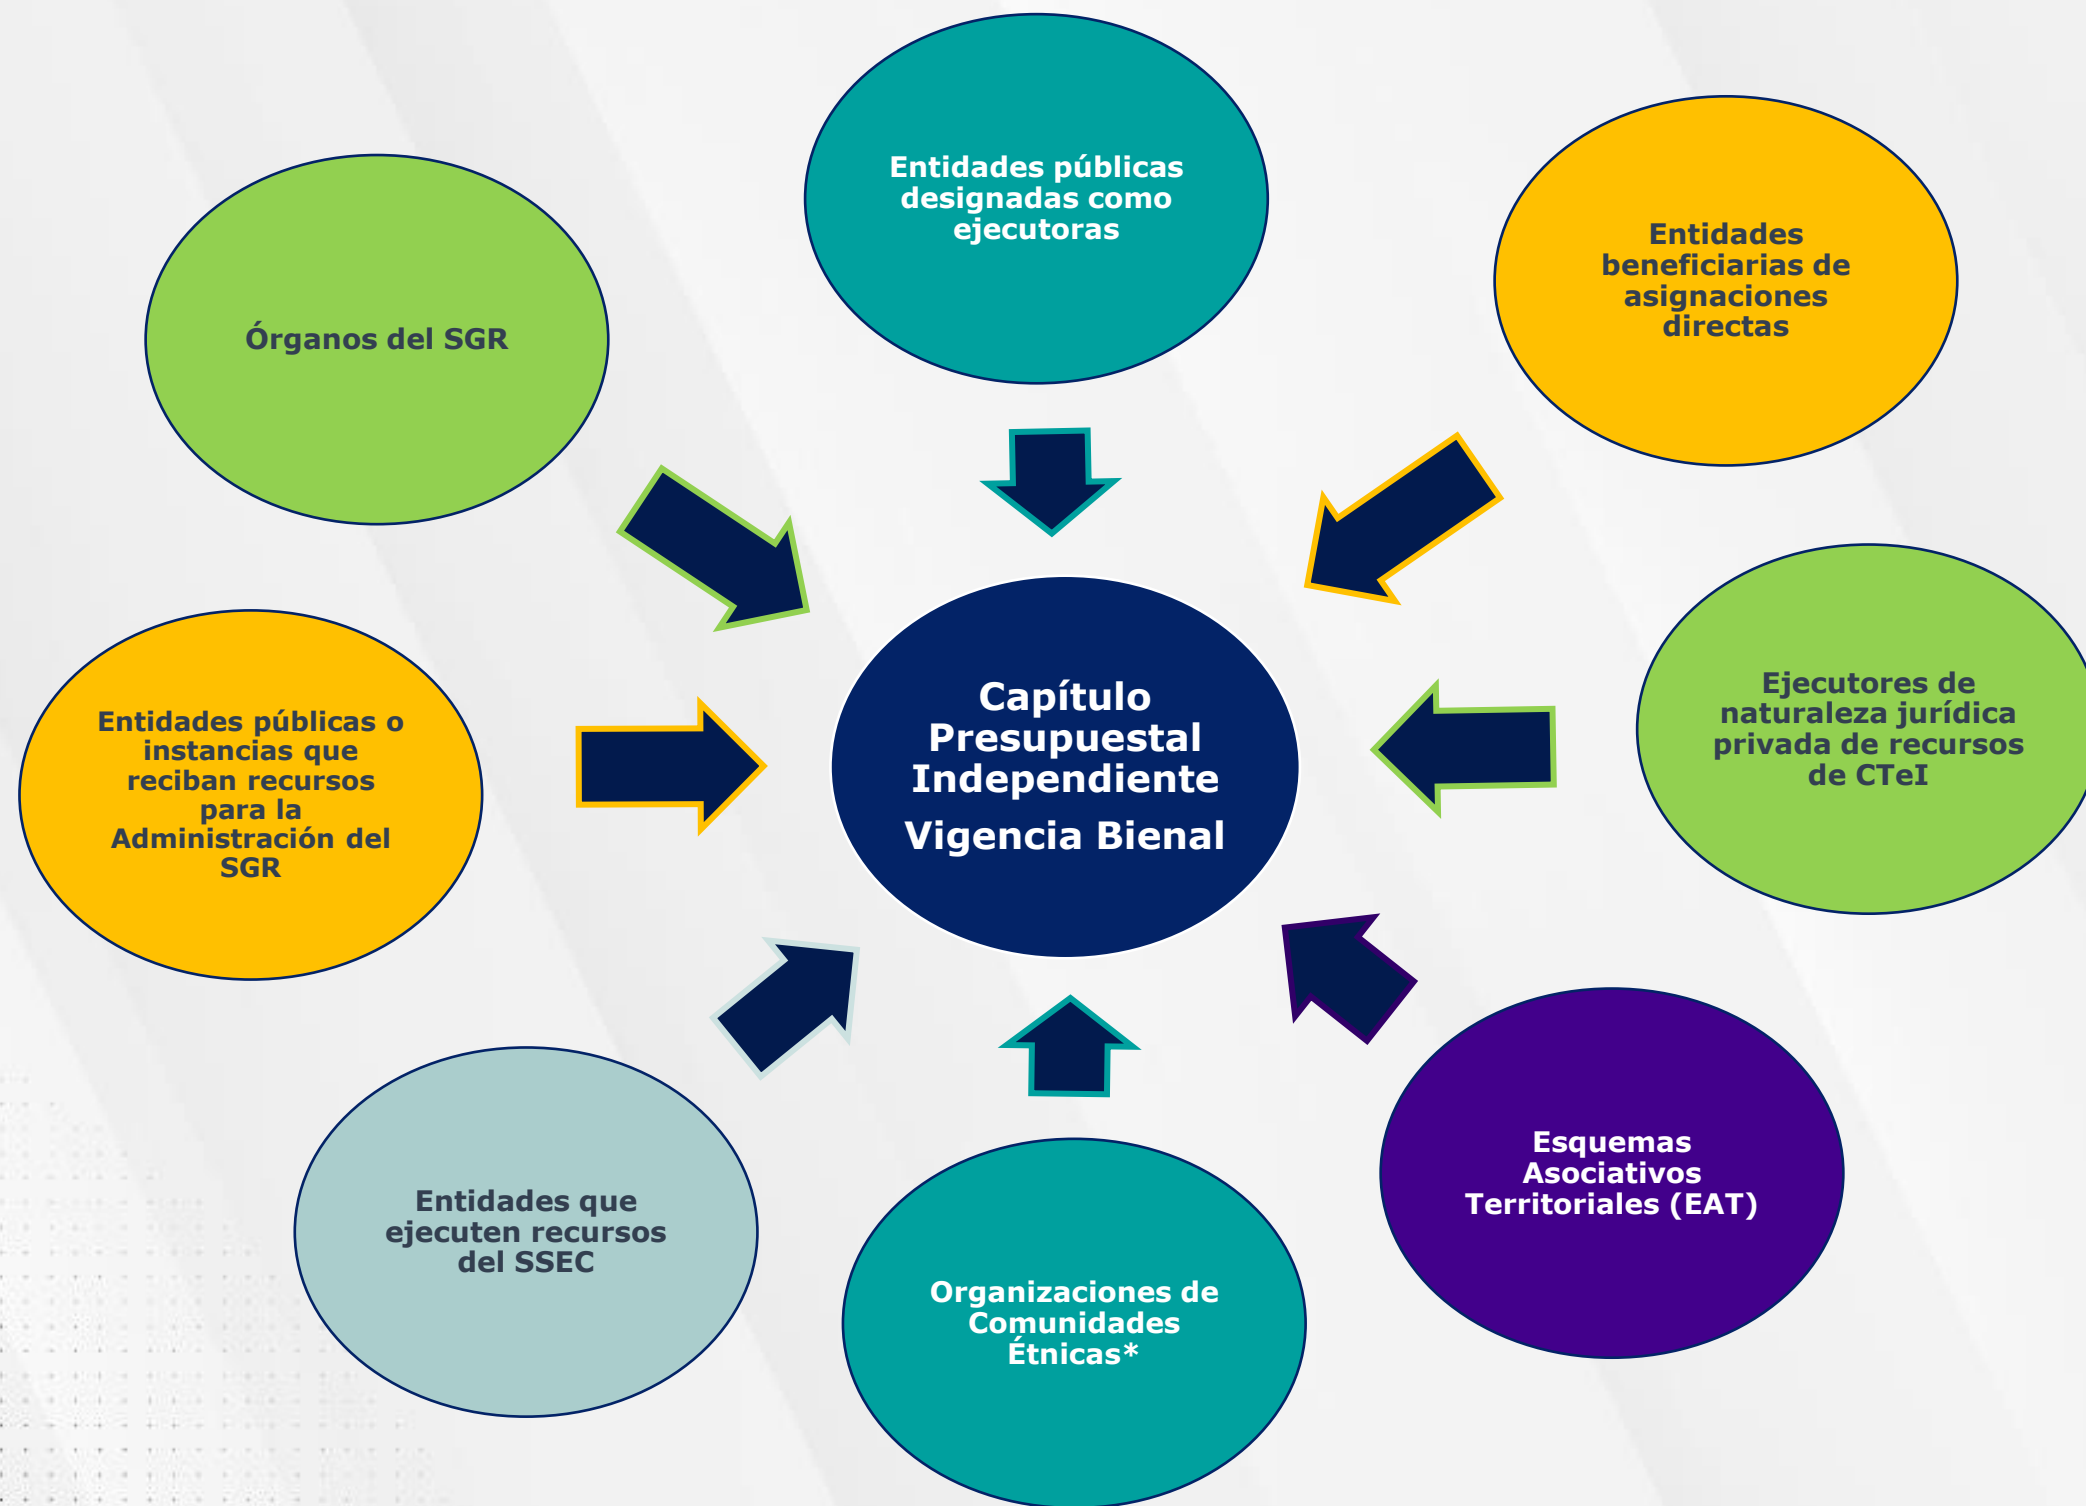 Entidades públicas
designadas como
ejecutoras
Entidades
beneficiarias de
asignaciones
directas
Órganos del SGR
Ejecutores de
naturaleza jurídica
privada de recursos
de CTeI
Capítulo
Presupuestal
Independiente
Vigencia Bienal
Entidades públicas o
instancias que
reciban recursos
para la
Administración del
SGR
Esquemas
Asociativos
Territoriales (EAT)
Entidades que
ejecuten recursos
del SSEC
Organizaciones de
Comunidades
Étnicas*